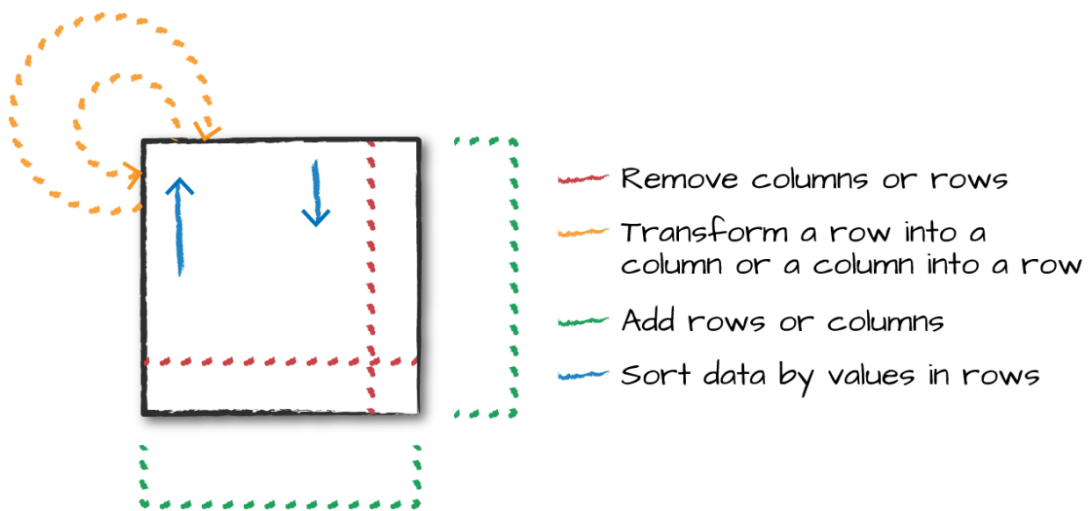 Remove columns or rows
Transform a row into a
column or a column into a row
Add rows or columns
Sort data by values in rows